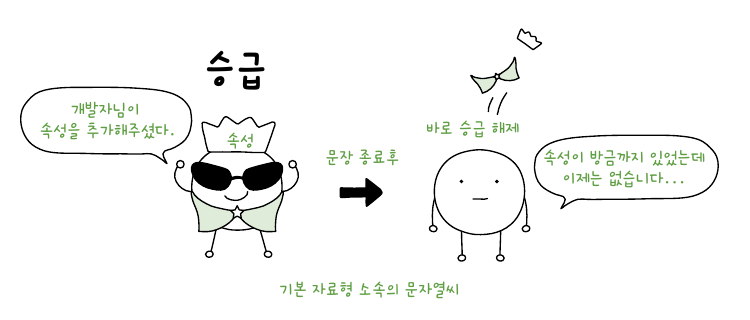 승급
개발자님이
속성을 추가해주셨다.
속성
문장 종료후
바로 승급 해제
속성이 방금까지 있었는데
이제는 없습니다...
기본 자료형 소속의 문자열씨